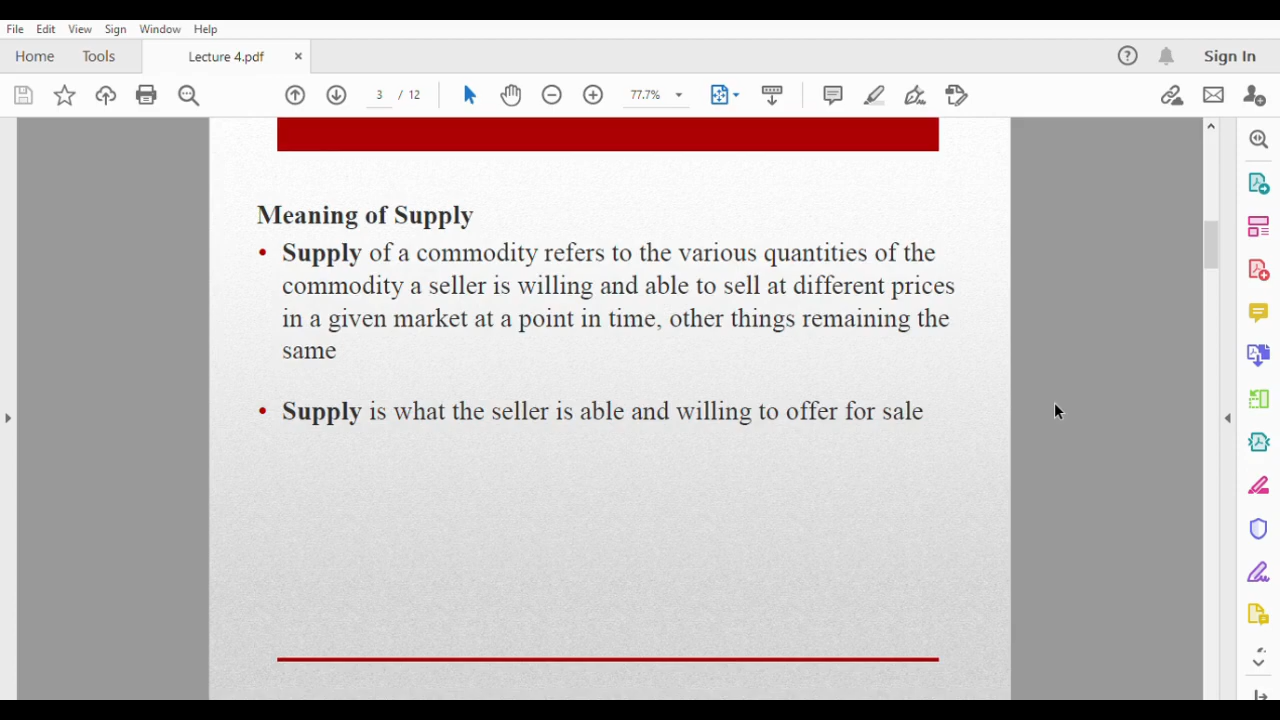 File Edit View Sign Window Help
Home Tools Lecture 4.pdf × Sign In
3 / 12 77.7%
Meaning of Supply
• Supply of a commodity refers to the various quantities of the
commodity a seller is willing and able to sell at different prices
in a given market at a point in time, other things remaining the
same
• Supply is what the seller is able and willing to offer for sale